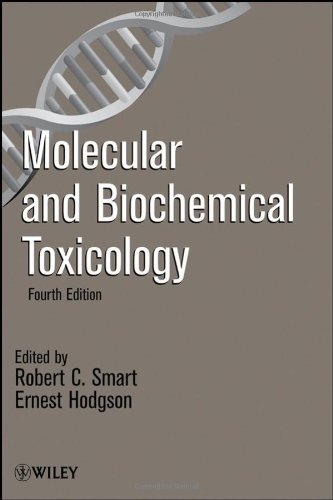 Molecular
and Biochemical
Toxicology
Fourth Edition
Edited by
Robert C. Smart
Ernest Hodgson
WILEY